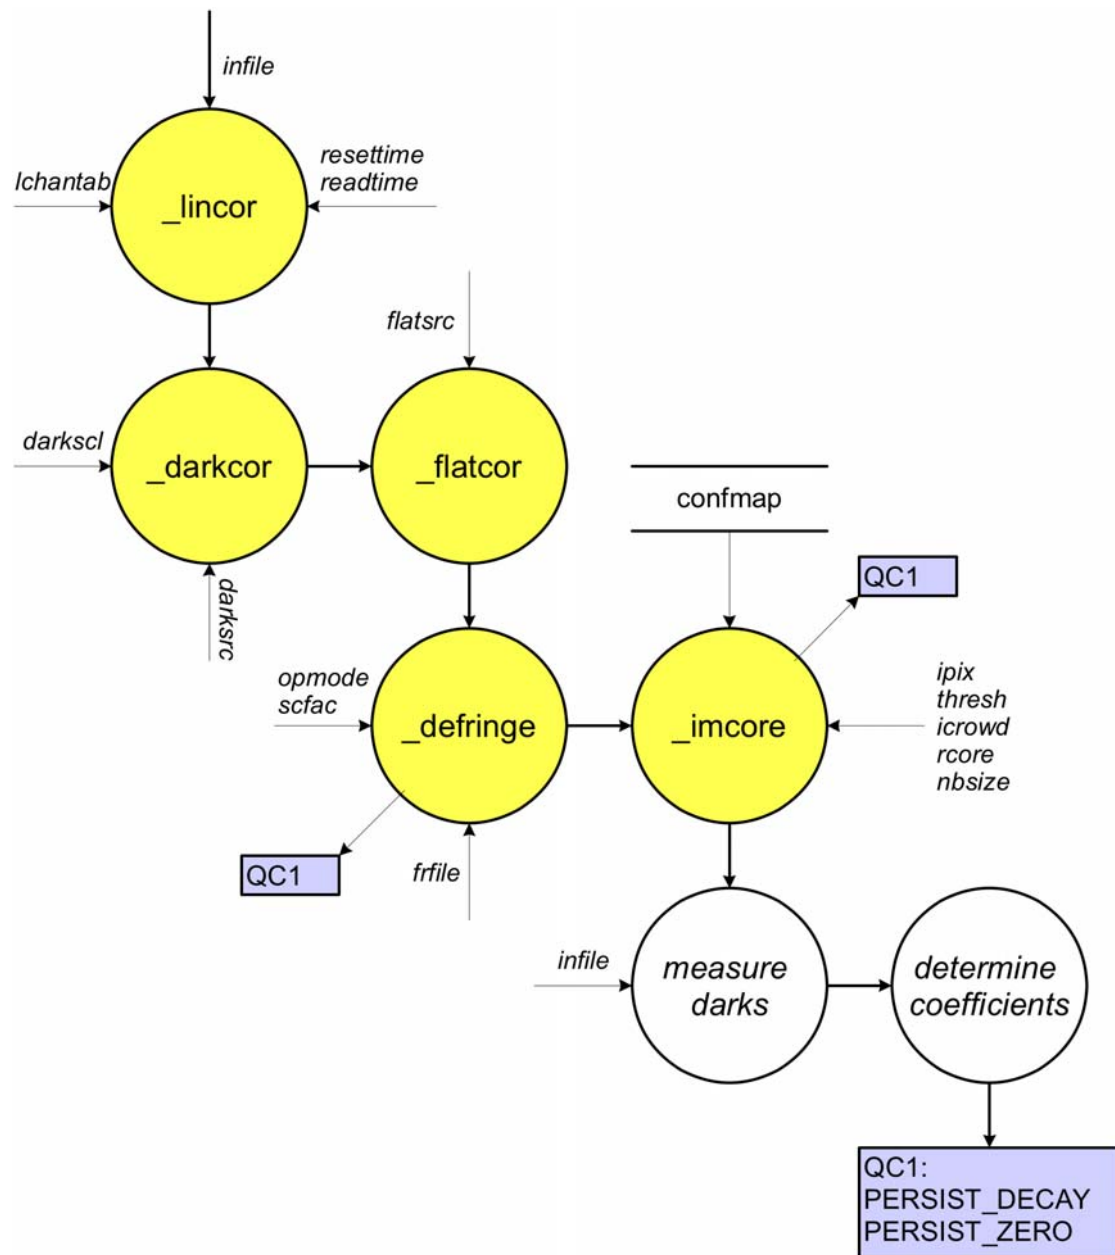 infile
lchantab
resettime
readtime
_lincor
flatsrc
darkscl
_darkcor
_flatcor
confmap
darksrc
QC1
opmode
scfac
_defringe
_imcore
ipix
thresh
icrowd
rcore
nbsize
QC1
frfile
infile
measure
darks
determine
coefficients
QC1:
PERSIST_DECAY
PERSIST_ZERO